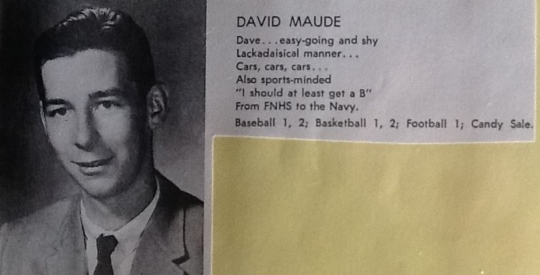 DAVID MAUDE
Dave...easy-going and shy
Lackadaisical manner...
Cars, cars, cars...
Also sports-minded
"I should at least get a B"
From FNHS to the Navy.
Baseball 1, 2; Basketball 1, 2; Football 1; Candy Sale.